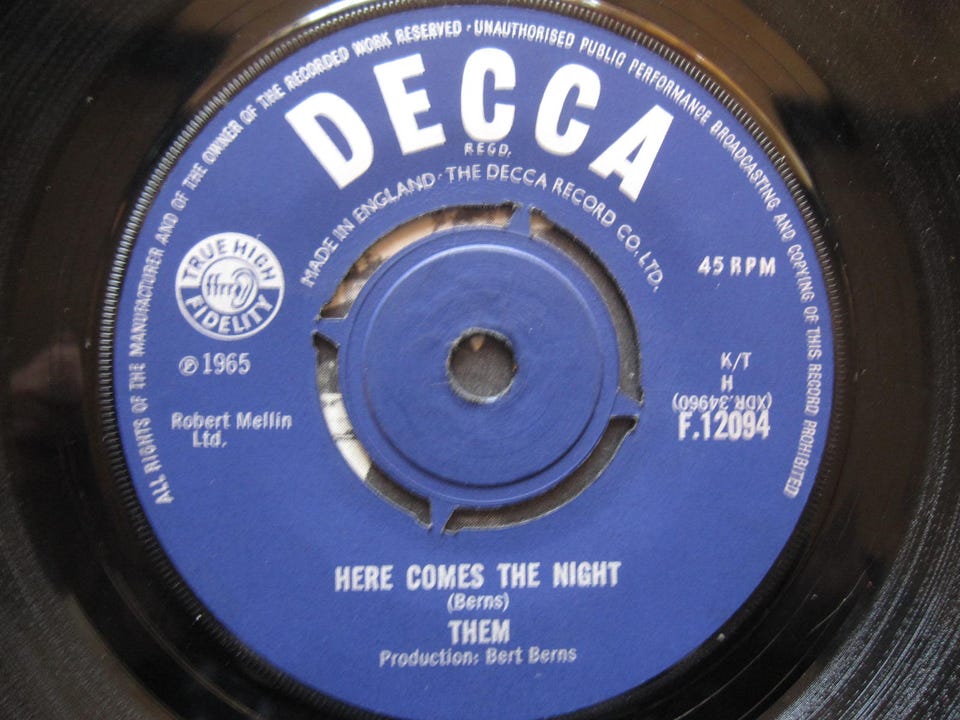 ALL RIGHTS OF THE MANUFACTURER AND OF THE OWNER OF THE RECORDED WORK RESERVED · UNAUTHORISED PUBLIC PERFORMANCE BROADCASTING AND COPYING OF THIS RECORD PROHIBITED
DECCA
REGD.
MADE IN ENGLAND · THE DECCA RECORD CO. LTD.
TRUE HIGH
ffrr
FIDELITY
℗ 1965
Robert Mellin
Ltd.
45 RPM
K/T
H
(XDR.34960)
F.12094
HERE COMES THE NIGHT
(Berns)
THEM
Production: Bert Berns